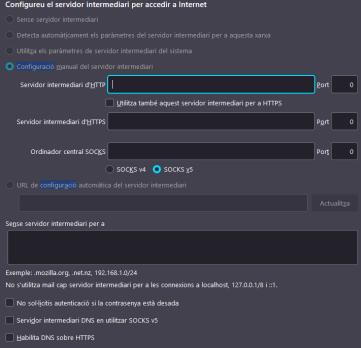 Configureu el servidor intermediari per accedir a Internet
Sense servidor intermediari
Detecta automàticament els paràmetres del servidor intermediari per a aquesta xarxa
Utilitza els paràmetres de servidor intermediari del sistema
Configuració manual del servidor intermediari
Servidor intermediari d'HTTP Port 0
Utilitza també aquest servidor intermediari per a HTTPS
Servidor intermediari d'HTTPS Port 0
Ordinador central SOCKS Port 0
SOCKS v4 SOCKS v5
URL de configuració automàtica del servidor intermediari
Actualitza
Sense servidor intermediari per a
Exemple: .mozilla.org, .net.nz, 192.168.1.0/24
No s'utilitza mai cap servidor intermediari per a les connexions a localhost, 127.0.0.1/8 i ::1.
No sol·licitis autenticació si la contrasenya està desada
Servidor intermediari DNS en utilitzar SOCKS v5
Habilita DNS sobre HTTPS